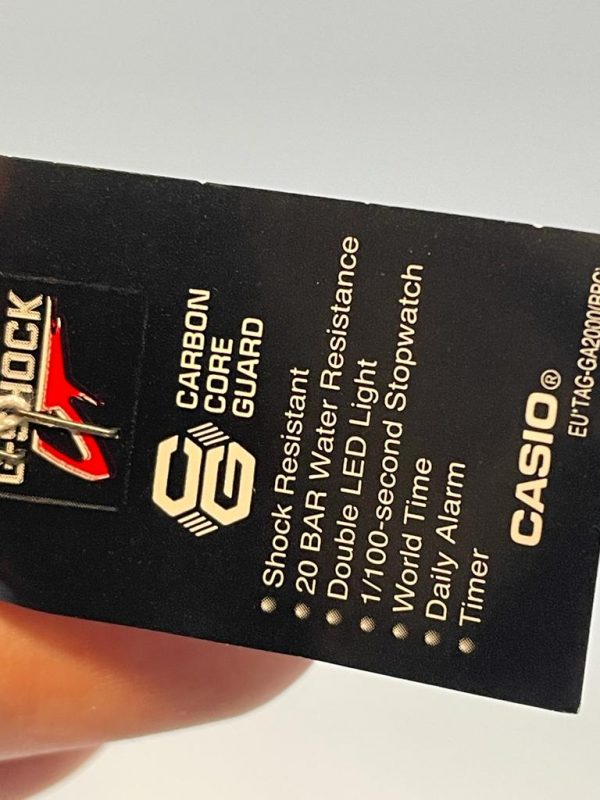 G-SHOCK
CARBON
CORE
GUARD
• Shock Resistant
• 20 BAR Water Resistance
• Double LED Light
• 1/100-second Stopwatch
• World Time
• Daily Alarm
• Timer
CASIO®